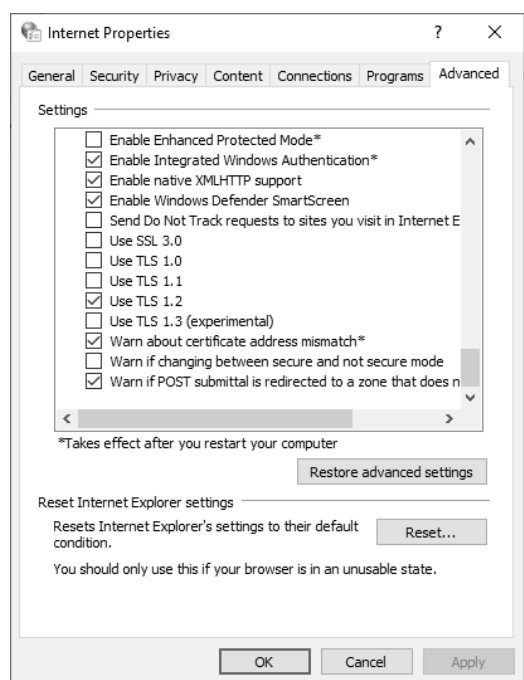 Internet Properties
? X
General Security Privacy Content Connections Programs Advanced
Settings
Enable Enhanced Protected Mode*
Enable Integrated Windows Authentication*
Enable native XMLHTTP support
Enable Windows Defender SmartScreen
Send Do Not Track requests to sites you visit in Internet E
Use SSL 3.0
Use TLS 1.0
Use TLS 1.1
Use TLS 1.2
Use TLS 1.3 (experimental)
Warn about certificate address mismatch*
Warn if changing between secure and not secure mode
Warn if POST submittal is redirected to a zone that does n
*Takes effect after you restart your computer
Restore advanced settings
Reset Internet Explorer settings
Resets Internet Explorer's settings to their default
condition.
Reset...
You should only use this if your browser is in an unusable state.
OK Cancel Apply